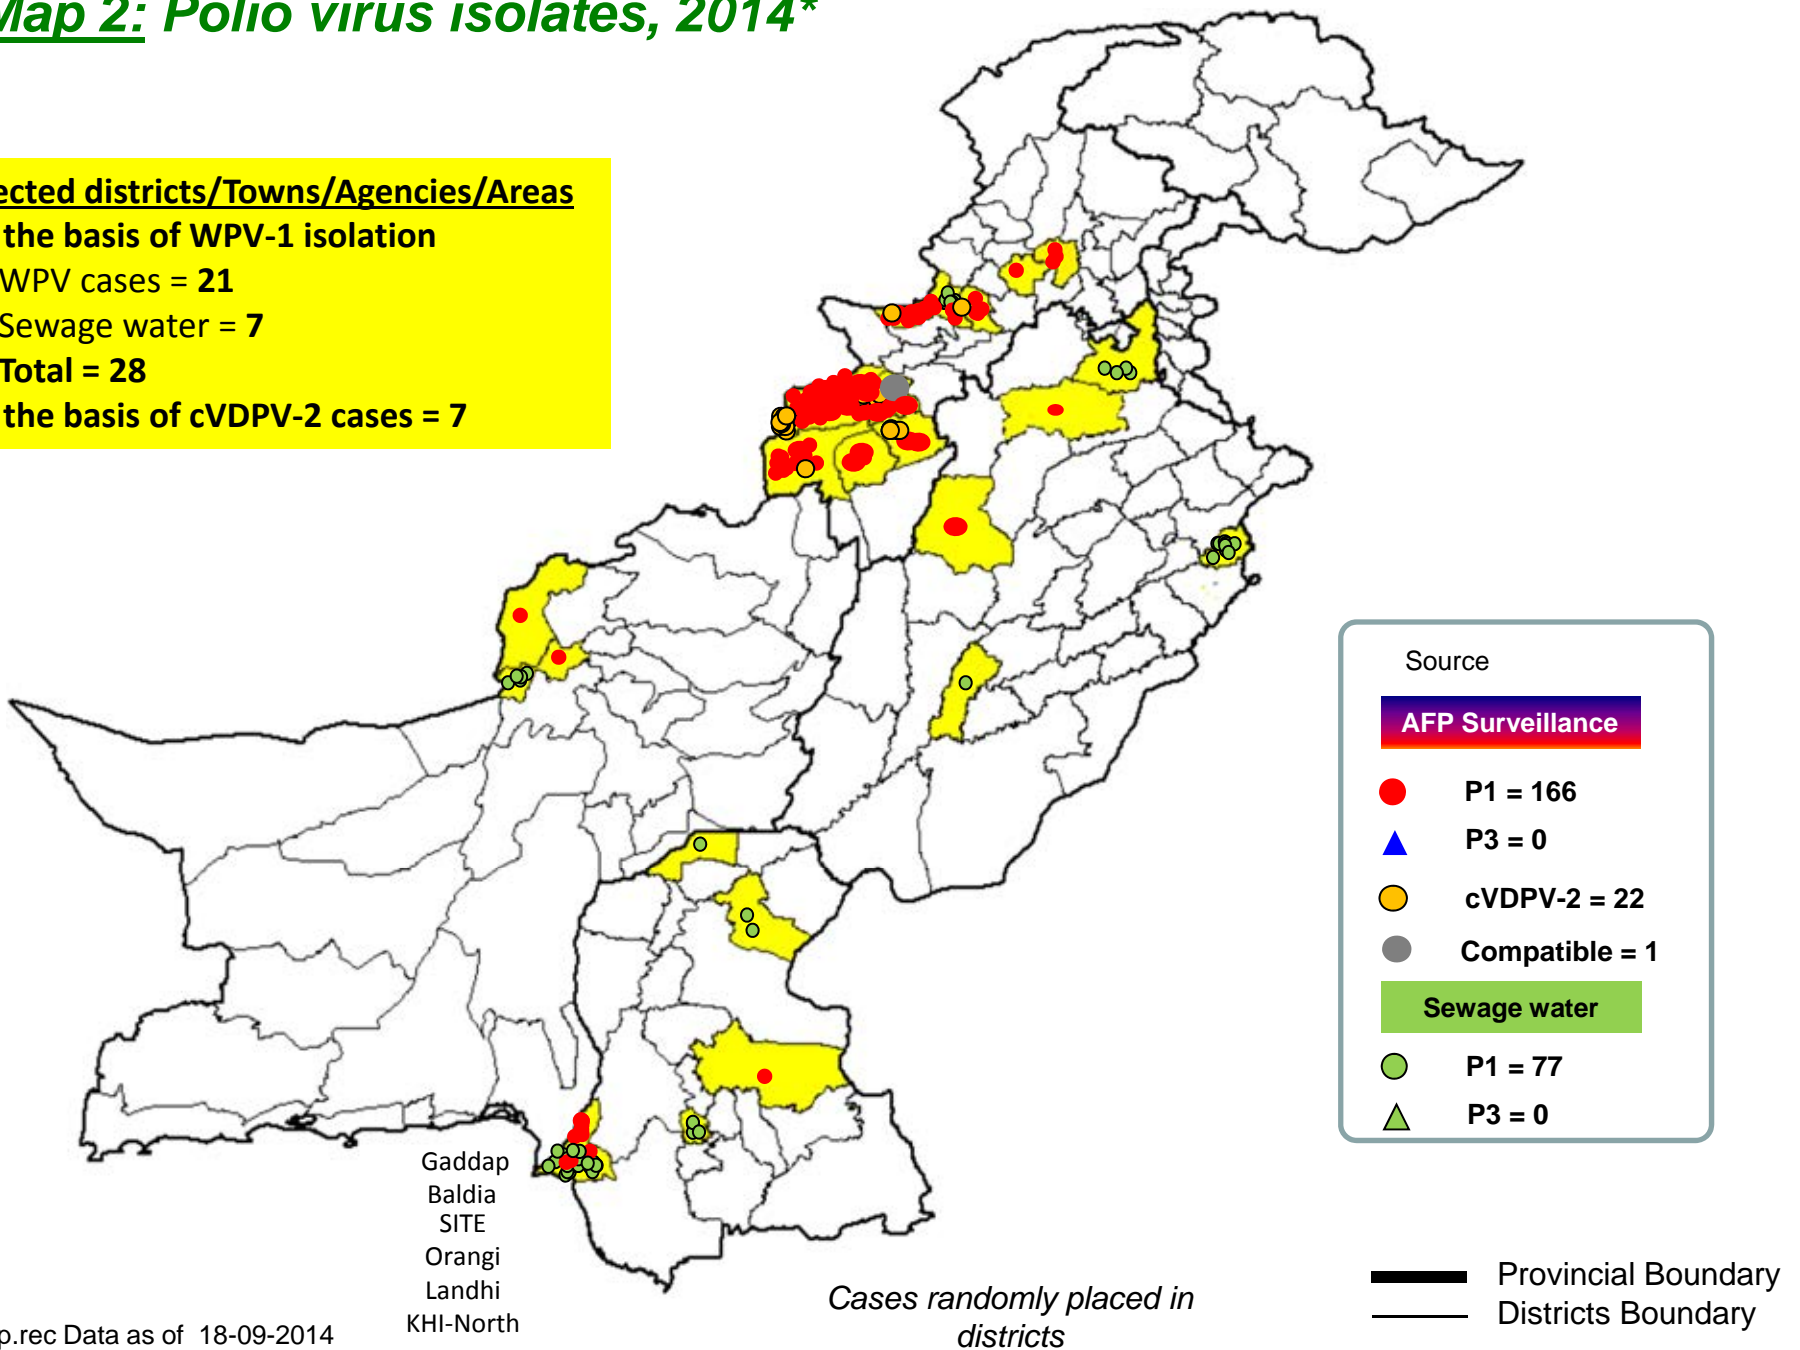 Map 2: Polio virus isolates, 2014*
ected districts/Towns/Agencies/Areas
the basis of WPV-1 isolation
WPV cases = 21
Sewage water = 7
Total = 28
the basis of cVDPV-2 cases = 7
Source
AFP Surveillance
P1 = 166
P3 = 0
cVDPV-2 = 22
Compatible = 1
Sewage water
P1 = 77
P3 = 0
Gaddap
Baldia
SITE
Orangi
Landhi
KHI-North
Cases randomly placed in
districts
Provincial Boundary
Districts Boundary
p.rec Data as of 18-09-2014